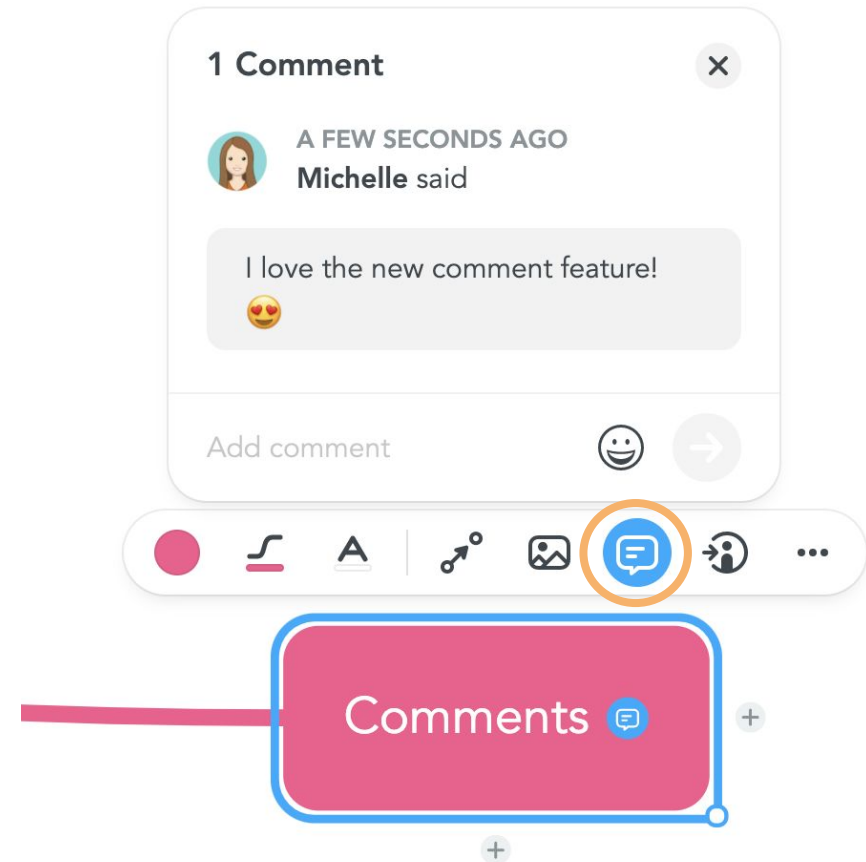 1 Comment
A FEW SECONDS AGO
Michelle said
I love the new comment feature!
😍
Add comment
A
Comments